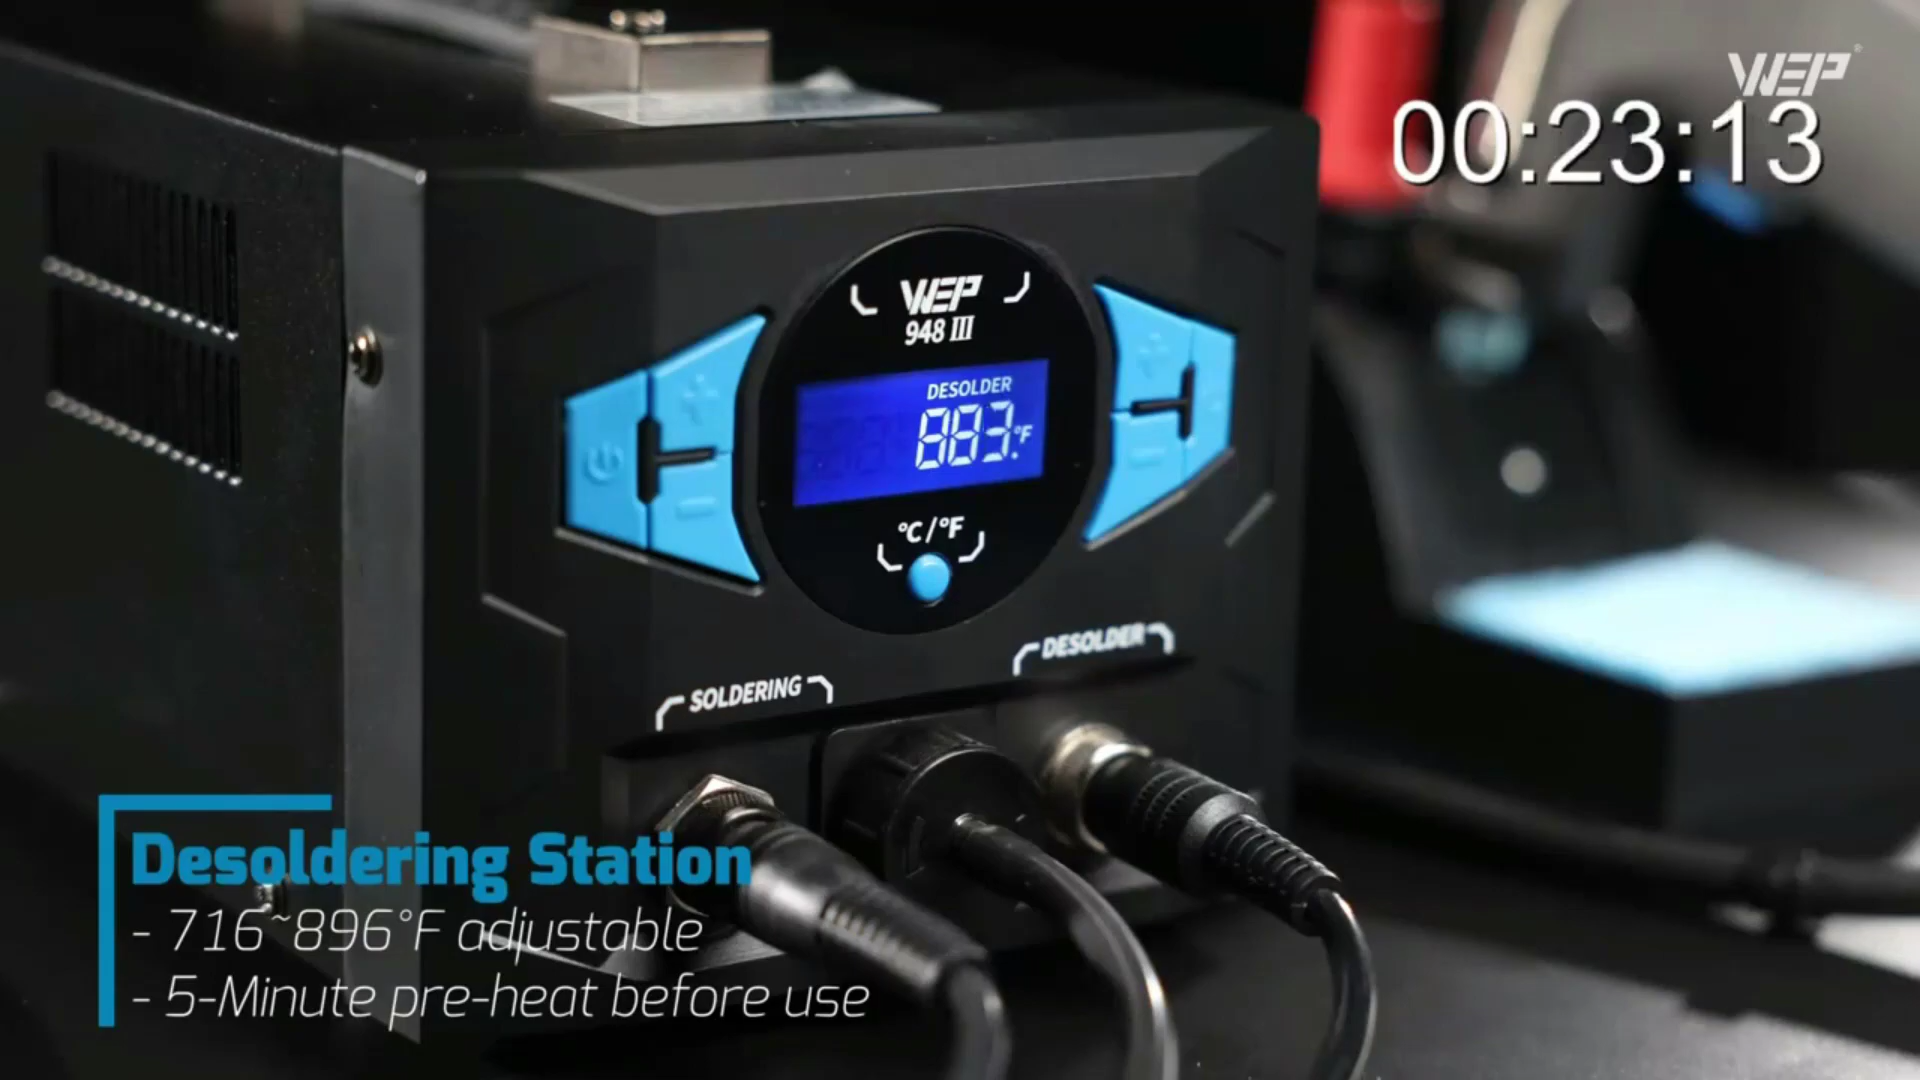 WEP®
00:23:13
WEP
948 III
DESOLDER
883.°F
°C/°F
DESOLDER
SOLDERING
Desoldering Station
- 716~896°F adjustable
- 5-Minute pre-heat before use